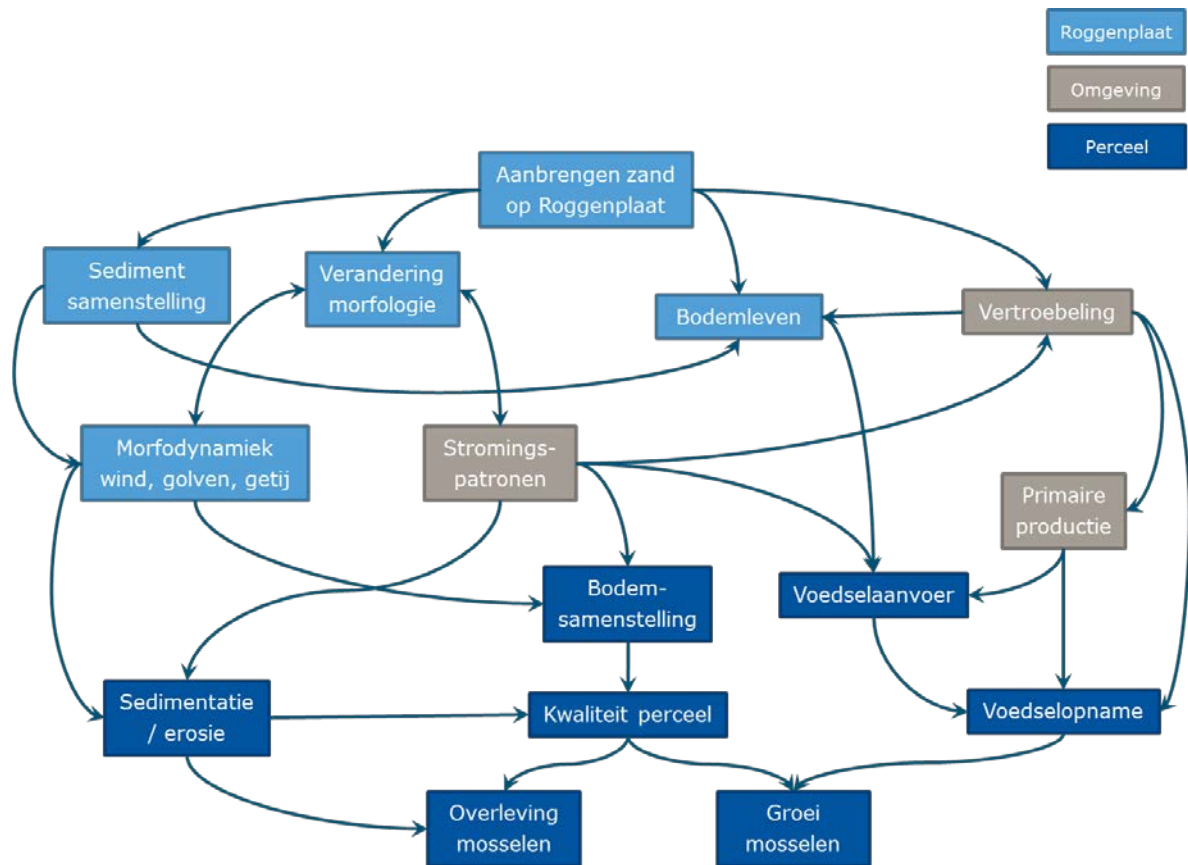 Roggenplaat
Omgeving
Perceel
Aanbrengen zand
op Roggenplaat
Sediment
samenstelling
Verandering
morfologie
Bodemleven
Vertroebeling
Morfodynamiek
wind, golven, getij
Stromings-
patronen
Primaire
productie
Bodem-
samenstelling
Voedselaanvoer
Sedimentatie
/ erosie
Kwaliteit perceel
Voedselopname
Overleving
mosselen
Groei
mosselen